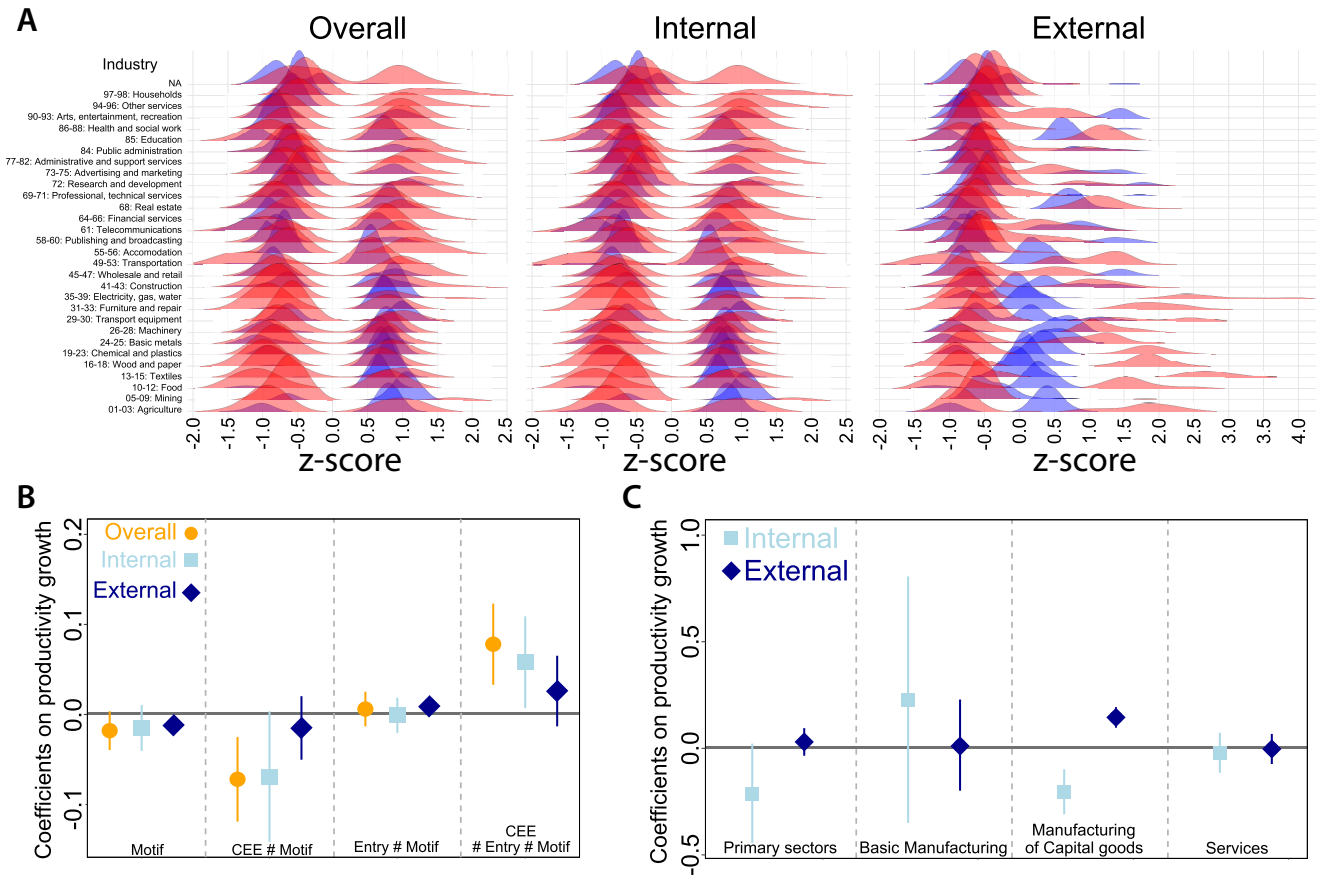 A
Overall
Internal
External
Industry
NA
97-98: Households
94-96: Other services
90-93: Arts, entertainment, recreation
86-88: Health and social work
85: Education
84: Public administration
77-82: Administrative and support services
73-75: Advertising and marketing
72: Research and development
69-71: Professional, technical services
68: Real estate
64-66: Financial services
61: Telecommunications
58-60: Publishing and broadcasting
55-56: Accomodation
49-53: Transportation
45-47: Wholesale and retail
41-43: Construction
35-39: Electricity, gas, water
31-33: Furniture and repair
29-30: Transport equipment
26-28: Machinery
24-25: Basic metals
19-23: Chemical and plastics
16-18: Wood and paper
13-15: Textiles
10-12: Food
05-09: Mining
01-03: Agriculture
-2.0 -1.5 -1.0 -0.5 0.0 0.5 1.0 1.5 2.0 2.5
-2.0 -1.5 -1.0 -0.5 0.0 0.5 1.0 1.5 2.0 2.5
-2.0 -1.5 -1.0 -0.5 0.0 0.5 1.0 1.5 2.0 2.5 3.0 3.5 4.0
z-score
z-score
z-score
B
Coefficients on productivity growth
0.2
0.1
0.0
-0.1
Overall
Internal
External
Motif
CEE # Motif
Entry # Motif
CEE
# Entry # Motif
C
Coefficients on productivity growth
1.0
0.5
0.0
-0.5
Internal
External
Primary sectors
Basic Manufacturing
Manufacturing
of Capital goods
Services